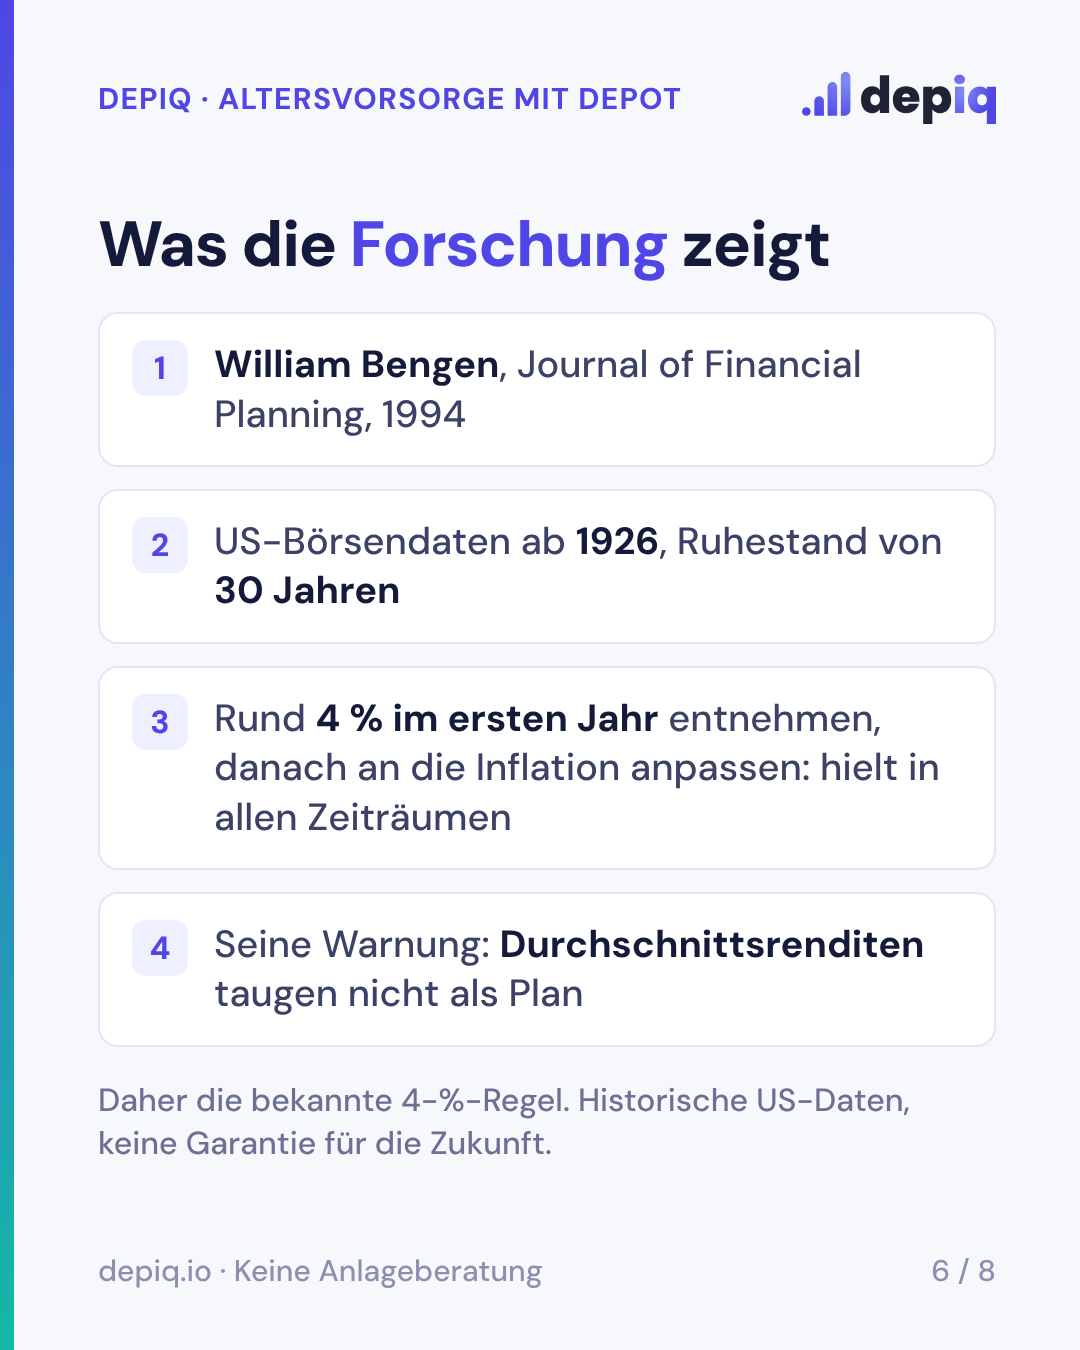 DEPIQ · ALTERSVORSORGE MIT DEPOT
depiq
Was die Forschung zeigt
1
William Bengen, Journal of Financial
Planning, 1994
2
US-Börsendaten ab 1926, Ruhestand von
30 Jahren
3
Rund 4 % im ersten Jahr entnehmen,
danach an die Inflation anpassen: hielt in
allen Zeiträumen
4
Seine Warnung: Durchschnittsrenditen
taugen nicht als Plan
Daher die bekannte 4-%-Regel. Historische US-Daten,
keine Garantie für die Zukunft.
depiq.io · Keine Anlageberatung
6 / 8